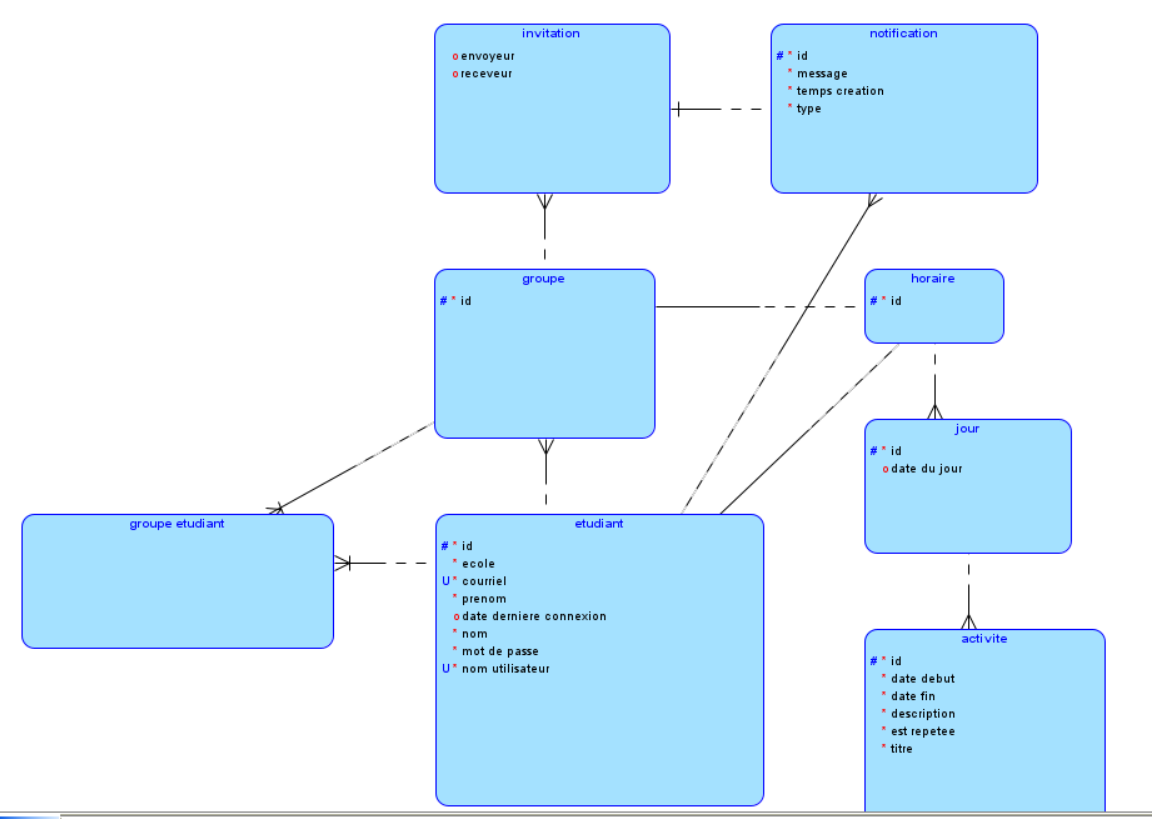 invitation
o envoyeur
o receveur
notification
# * id
* message
* temps creation
* type
groupe
# * id
horaire
# * id
jour
# * id
o date du jour
groupe etudiant
etudiant
# * id
* ecole
U * courriel
* prenom
o date derniere connexion
* nom
* mot de passe
U * nom utilisateur
activite
# * id
* date debut
* date fin
* description
* est repetee
* titre